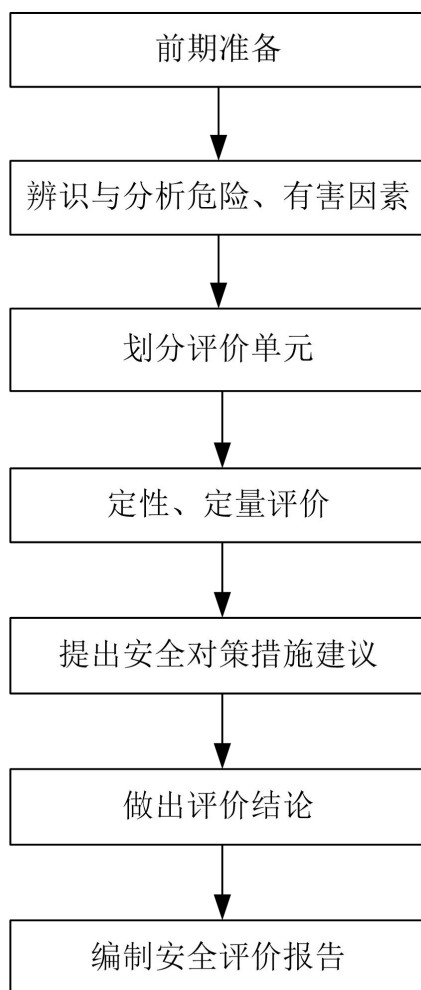 前期准备
辨识与分析危险、有害因素
划分评价单元
定性、定量评价
提出安全对策措施建议
做出评价结论
编制安全评价报告